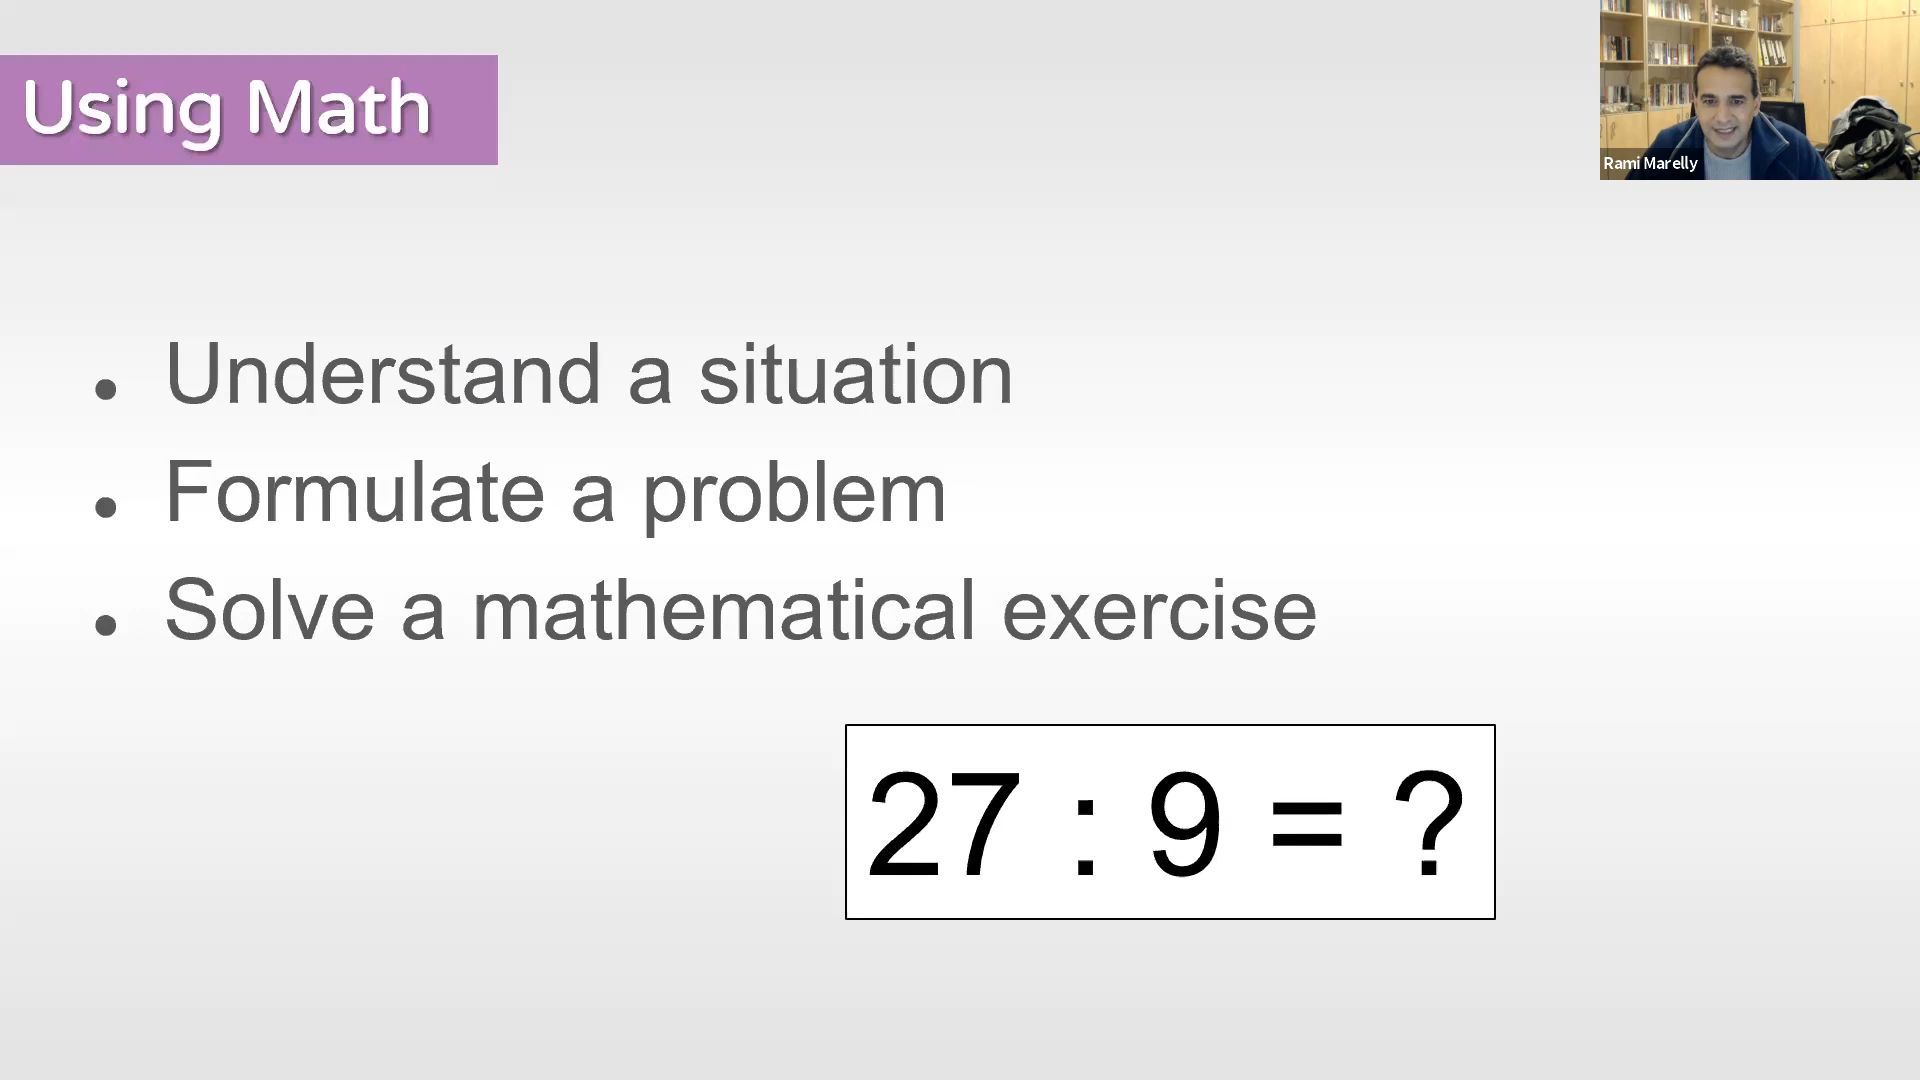 Using Math
Rami Marelly
Understand a situation
Formulate a problem
Solve a mathematical exercise
27 : 9 = ?